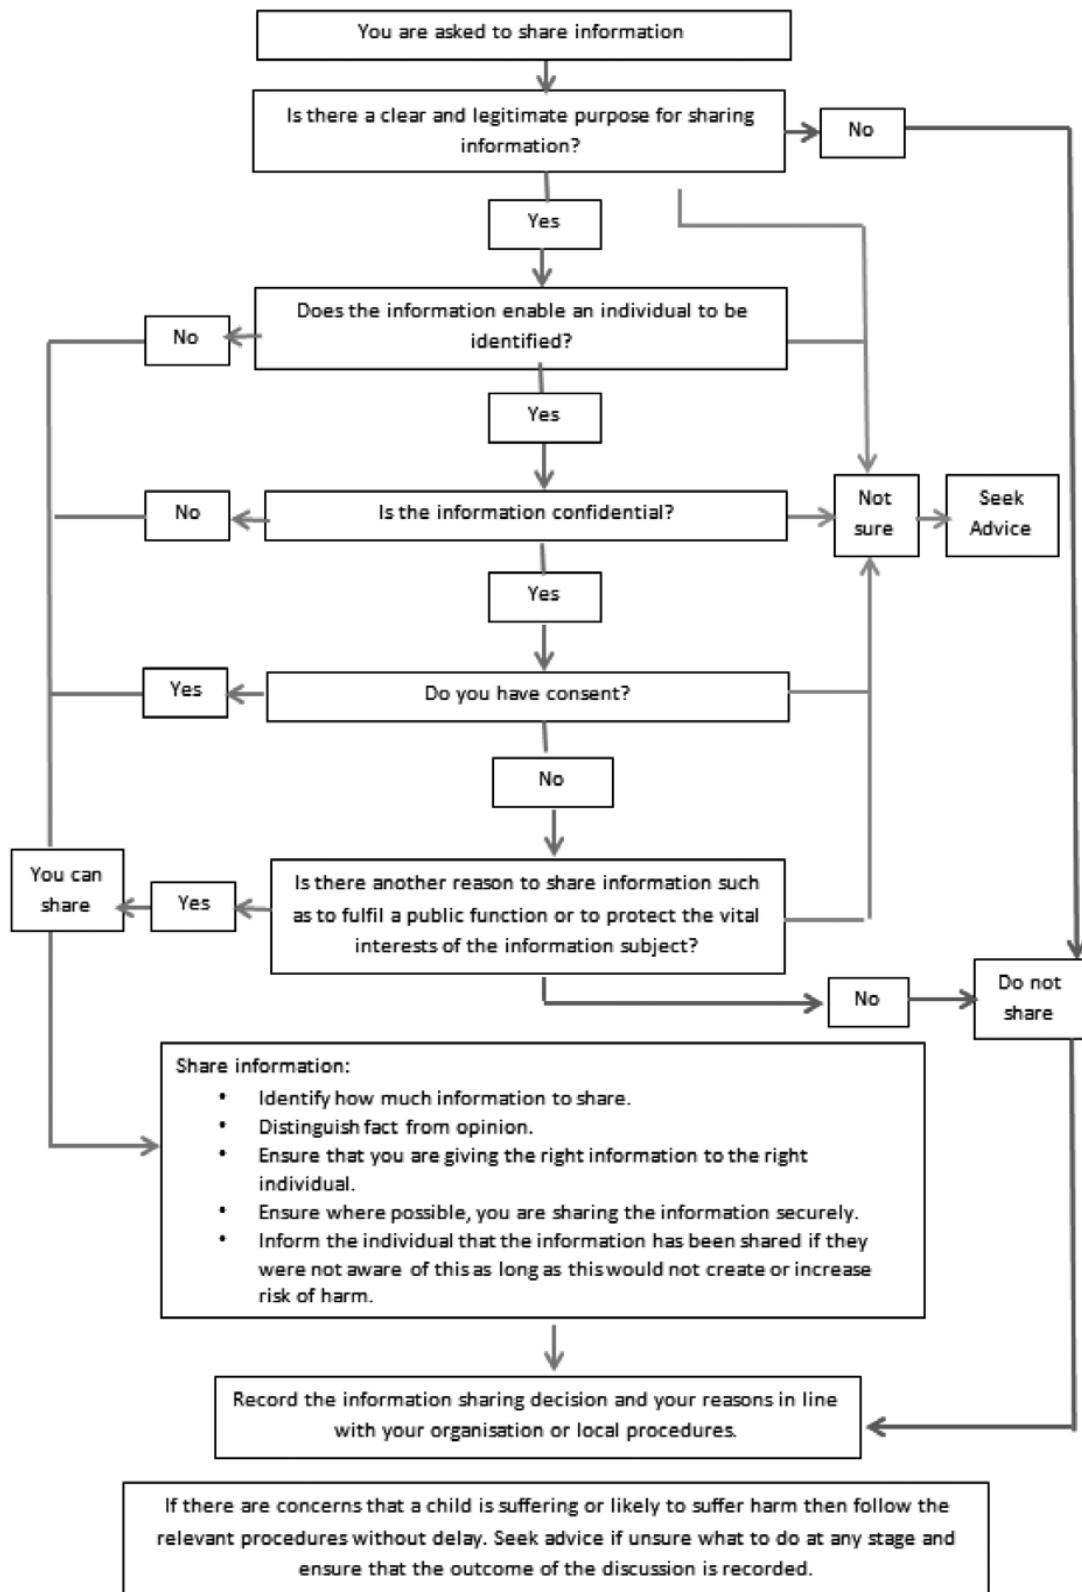 You are asked to share information
Is there a clear and legitimate purpose for sharing
information?
No
Yes
Does the information enable an individual to be
identified?
No
Yes
Is the information confidential?
No
Not
sure
Seek
Advice
Yes
Do you have consent?
Yes
No
Is there another reason to share information such
as to fulfil a public function or to protect the vital
interests of the information subject?
Yes
You can
share
No
Do not
share
Share information:
• Identify how much information to share.
• Distinguish fact from opinion.
• Ensure that you are giving the right information to the right
individual.
• Ensure where possible, you are sharing the information securely.
• Inform the individual that the information has been shared if they
were not aware of this as long as this would not create or increase
risk of harm.
Record the information sharing decision and your reasons in line
with your organisation or local procedures.
If there are concerns that a child is suffering or likely to suffer harm then follow the
relevant procedures without delay. Seek advice if unsure what to do at any stage and
ensure that the outcome of the discussion is recorded.